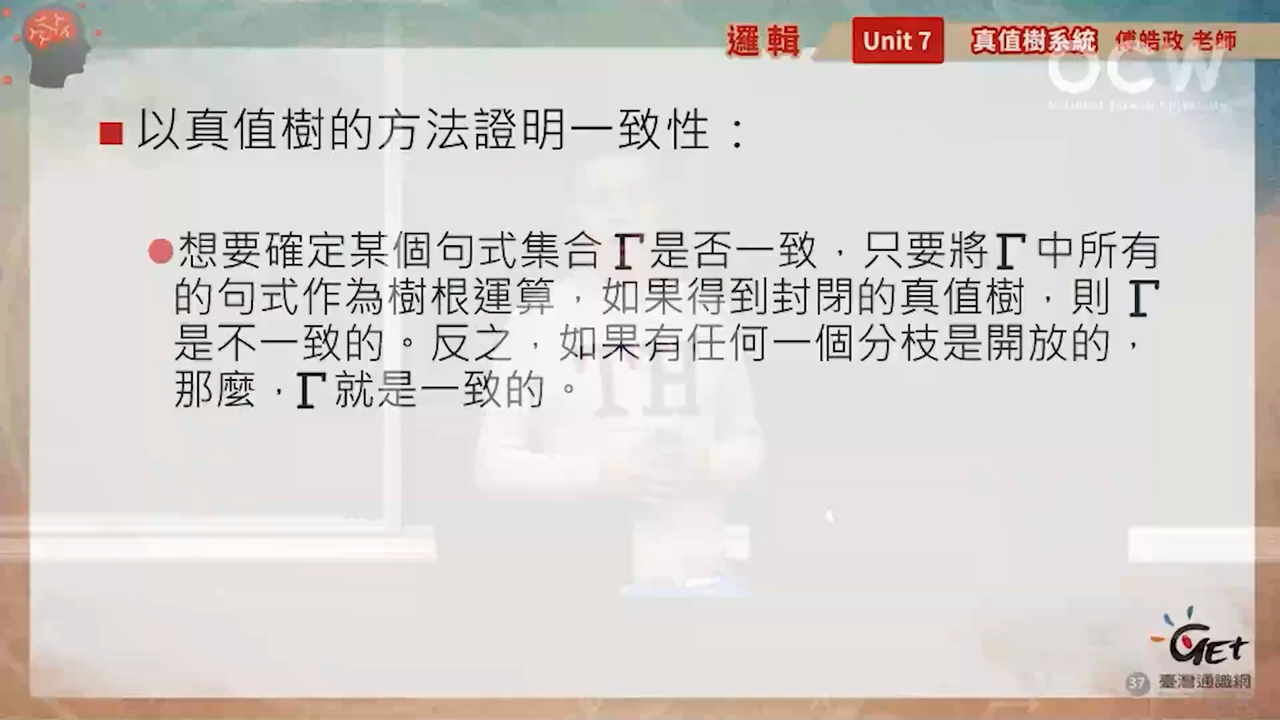 邏輯 Unit 7 真值樹系統 傅皓政 老師
OCW
以真值樹的方法證明一致性：
想要確定某個句式集合Γ是否一致，只要將Γ中所有
的句式作為樹根運算，如果得到封閉的真值樹，則Γ
是不一致的。反之，如果有任何一個分枝是開放的，
那麼，Γ就是一致的。
GET
37 臺灣通識網